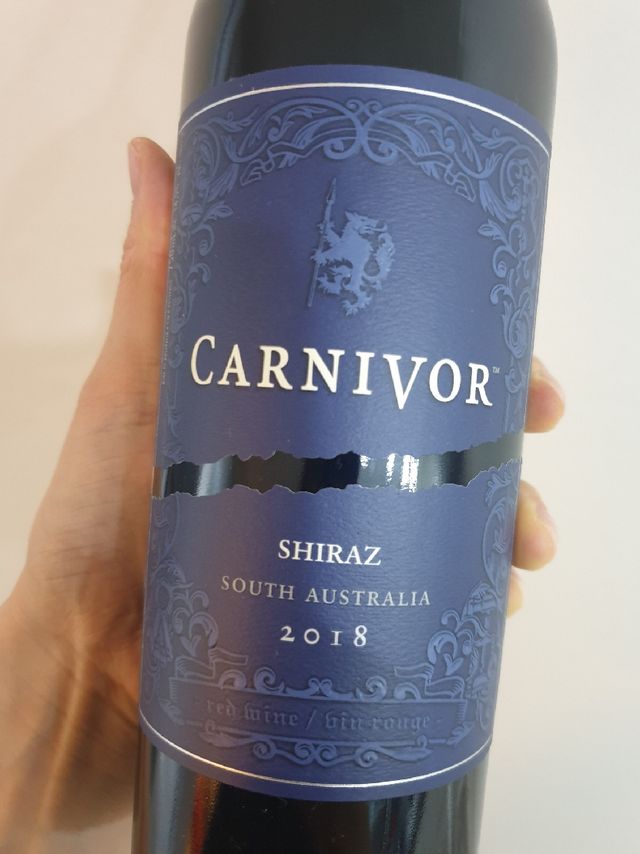 CARNIVOR™
SHIRAZ
SOUTH AUSTRALIA
2018
- red wine / vin rouge -